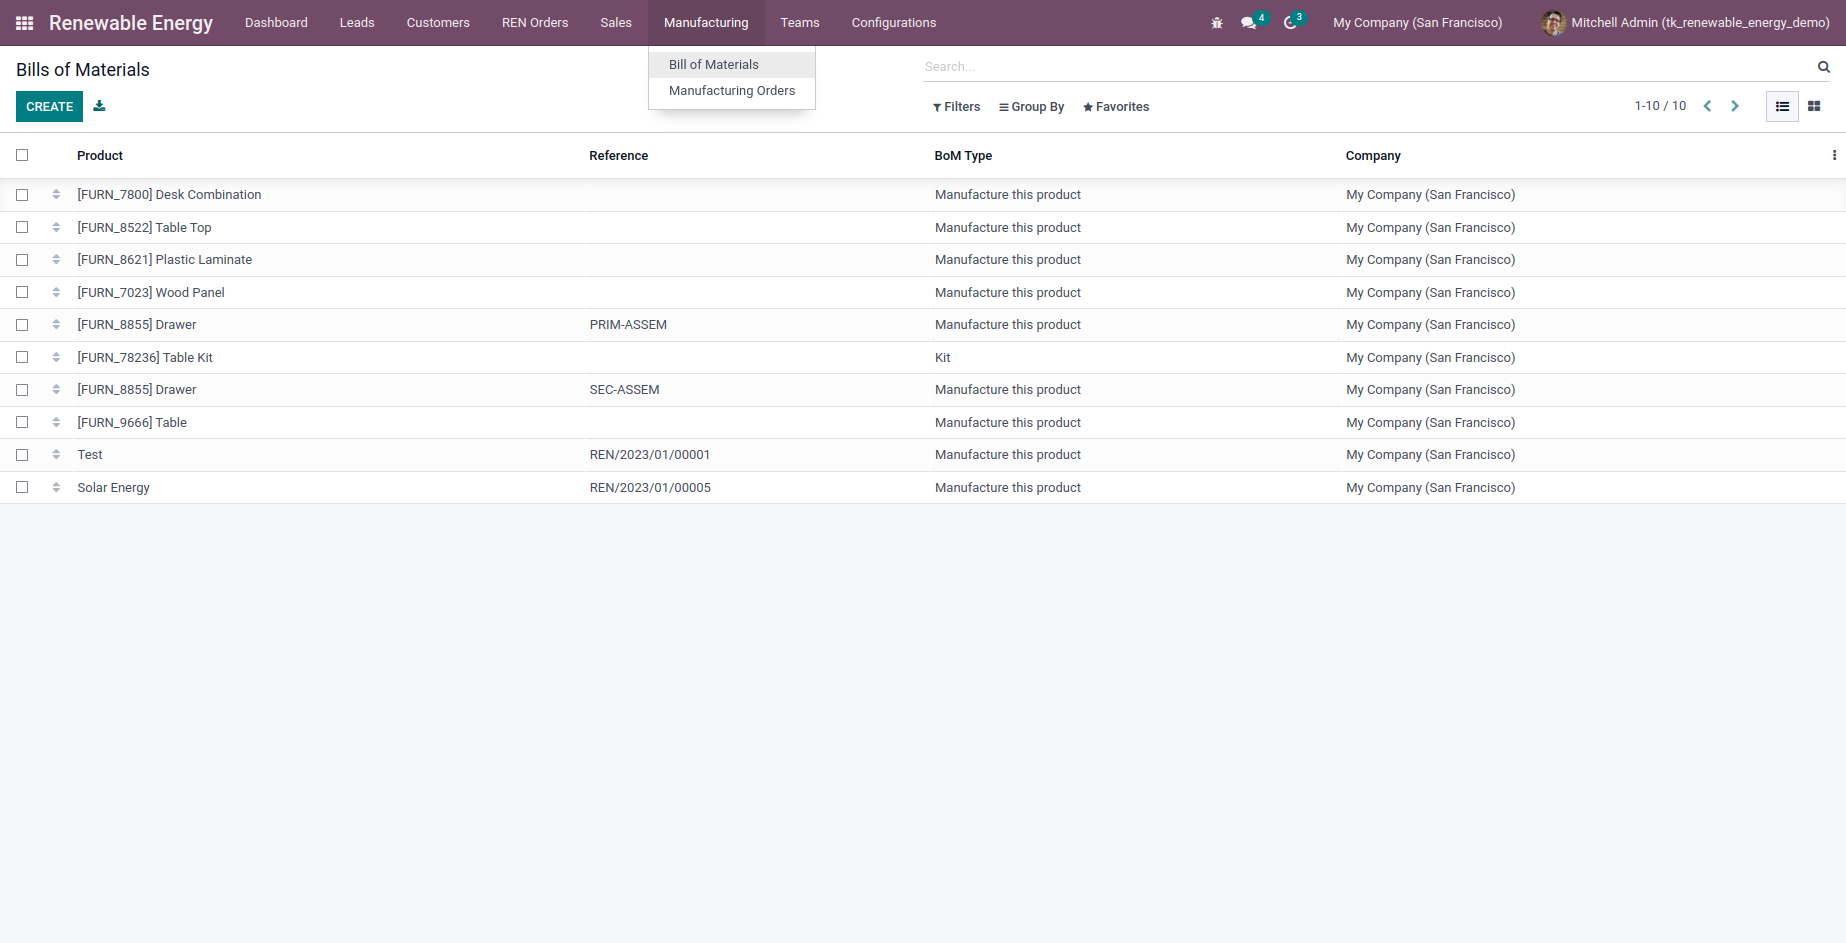 Renewable Energy Dashboard Leads Customers REN Orders Sales Manufacturing Teams Configurations 4 3 My Company (San Francisco) Mitchell Admin (tk_renewable_energy_demo)
Bills of Materials
Bill of Materials
Manufacturing Orders
Search...
CREATE
Filters Group By Favorites 1-10 / 10
Product Reference BoM Type Company
[FURN_7800] Desk Combination Manufacture this product My Company (San Francisco)
[FURN_8522] Table Top Manufacture this product My Company (San Francisco)
[FURN_8621] Plastic Laminate Manufacture this product My Company (San Francisco)
[FURN_7023] Wood Panel Manufacture this product My Company (San Francisco)
[FURN_8855] Drawer PRIM-ASSEM Manufacture this product My Company (San Francisco)
[FURN_78236] Table Kit Kit My Company (San Francisco)
[FURN_8855] Drawer SEC-ASSEM Manufacture this product My Company (San Francisco)
[FURN_9666] Table Manufacture this product My Company (San Francisco)
Test REN/2023/01/00001 Manufacture this product My Company (San Francisco)
Solar Energy REN/2023/01/00005 Manufacture this product My Company (San Francisco)